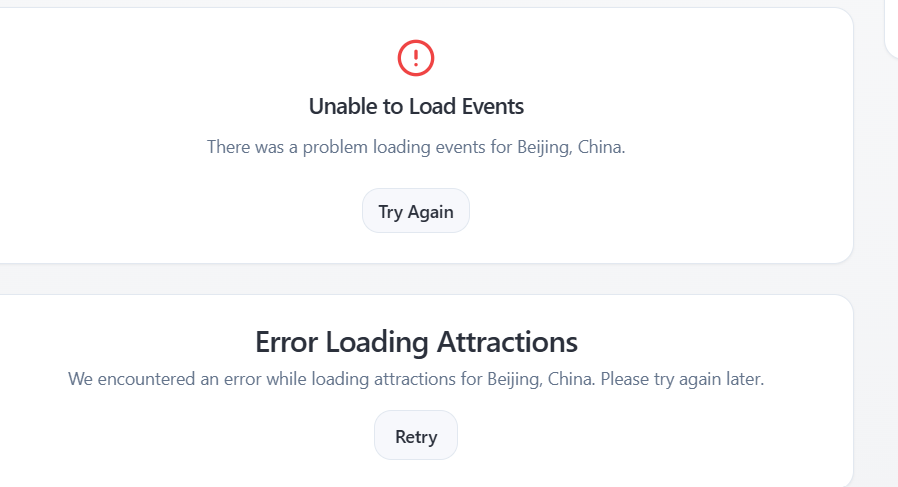 Unable to Load Events
There was a problem loading events for Beijing, China.
Try Again
Error Loading Attractions
We encountered an error while loading attractions for Beijing, China. Please try again later.
Retry